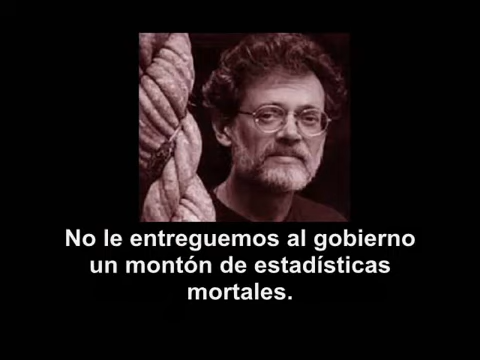 No le entreguemos al gobierno
un montón de estadísticas
mortales.